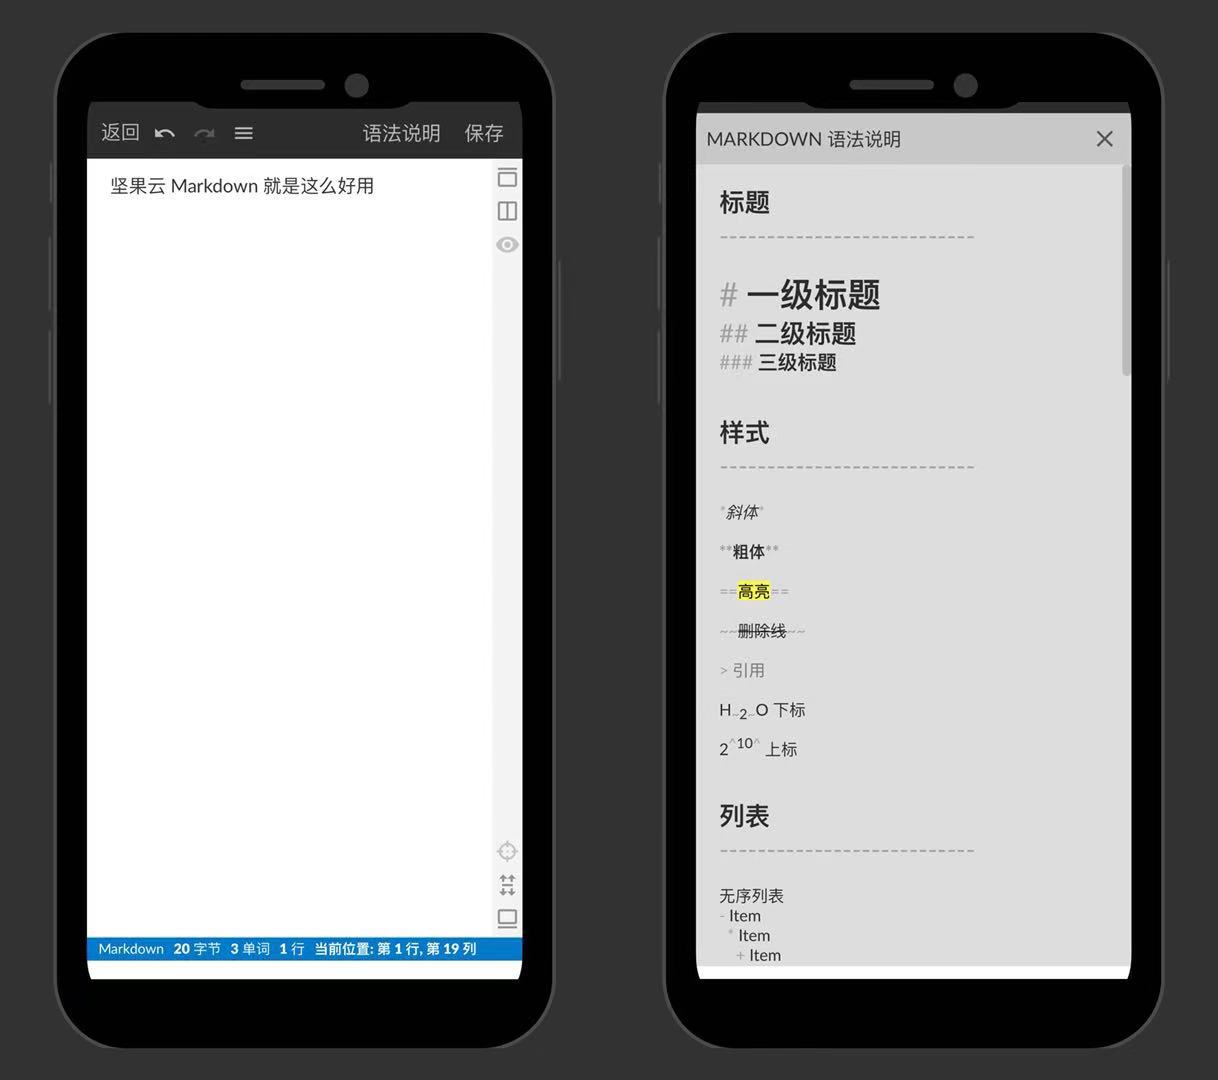 返回 语法说明 保存
坚果云 Markdown 就是这么好用
Markdown 20 字节 3 单词 1 行 当前位置: 第 1 行, 第 19 列
MARKDOWN 语法说明
标题
---------------------------
# 一级标题
## 二级标题
### 三级标题
样式
---------------------------
*斜体*
**粗体**
==高亮==
~~删除线~~
> 引用
H~2~O 下标
2^10^ 上标
列表
---------------------------
无序列表
- Item
* Item
+ Item